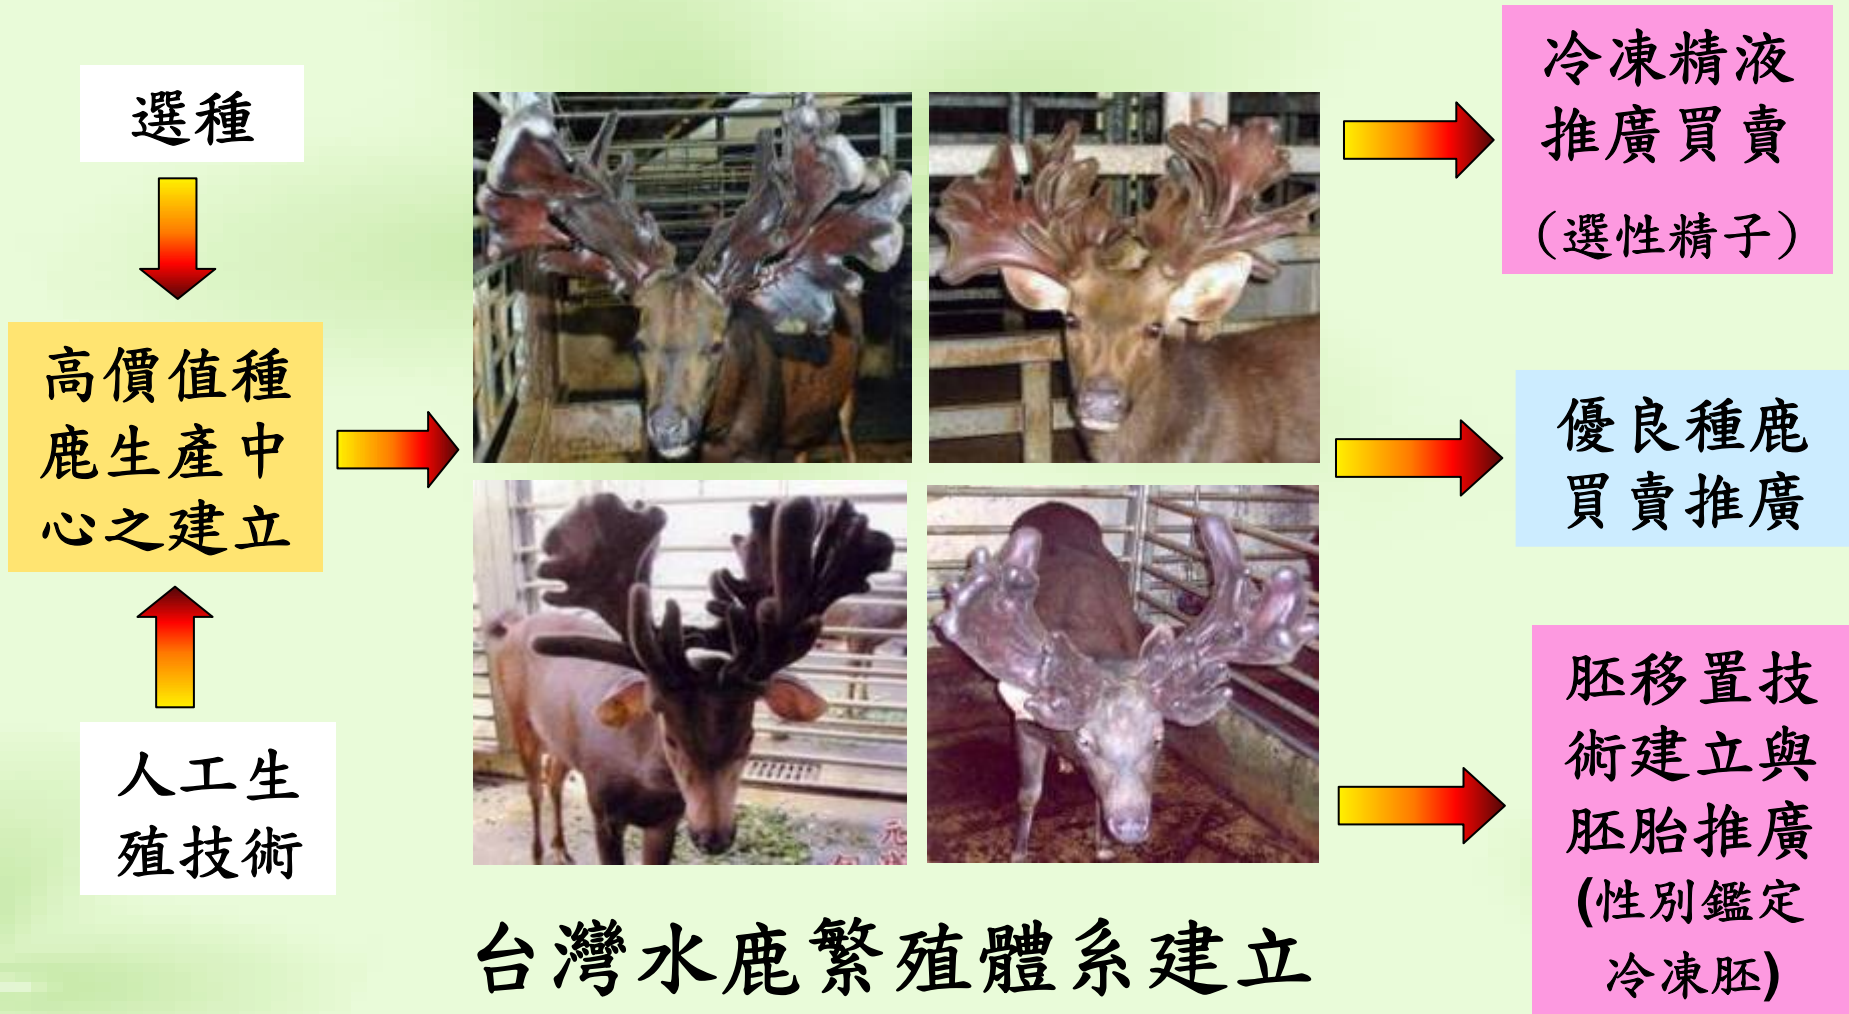 選種
高價值種
鹿生產中
心之建立
人工生
殖技術
冷凍精液
推廣買賣
（選性精子）
優良種鹿
買賣推廣
胚移置技
術建立與
胚胎推廣
(性別鑑定
冷凍胚)
台灣水鹿繁殖體系建立